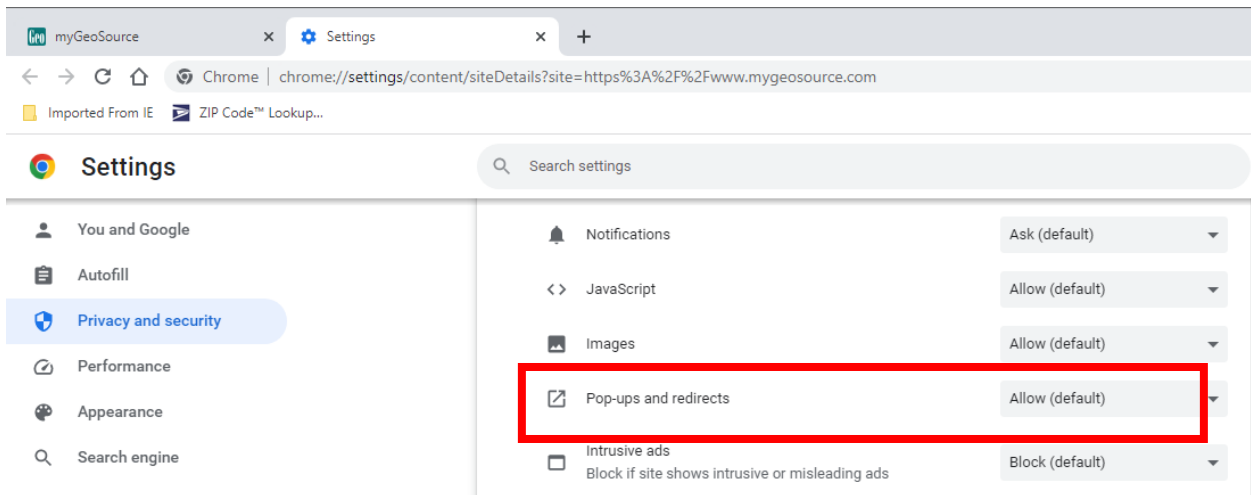 Geo myGeoSource × Settings × +
Chrome | chrome://settings/content/siteDetails?site=https%3A%2F%2Fwww.mygeosource.com
Imported From IE ZIP Code™ Lookup...
Settings
Search settings
You and Google
Autofill
Privacy and security
Performance
Appearance
Search engine
Notifications Ask (default)
<> JavaScript Allow (default)
Images Allow (default)
Pop-ups and redirects Allow (default)
Intrusive ads
Block if site shows intrusive or misleading ads Block (default)